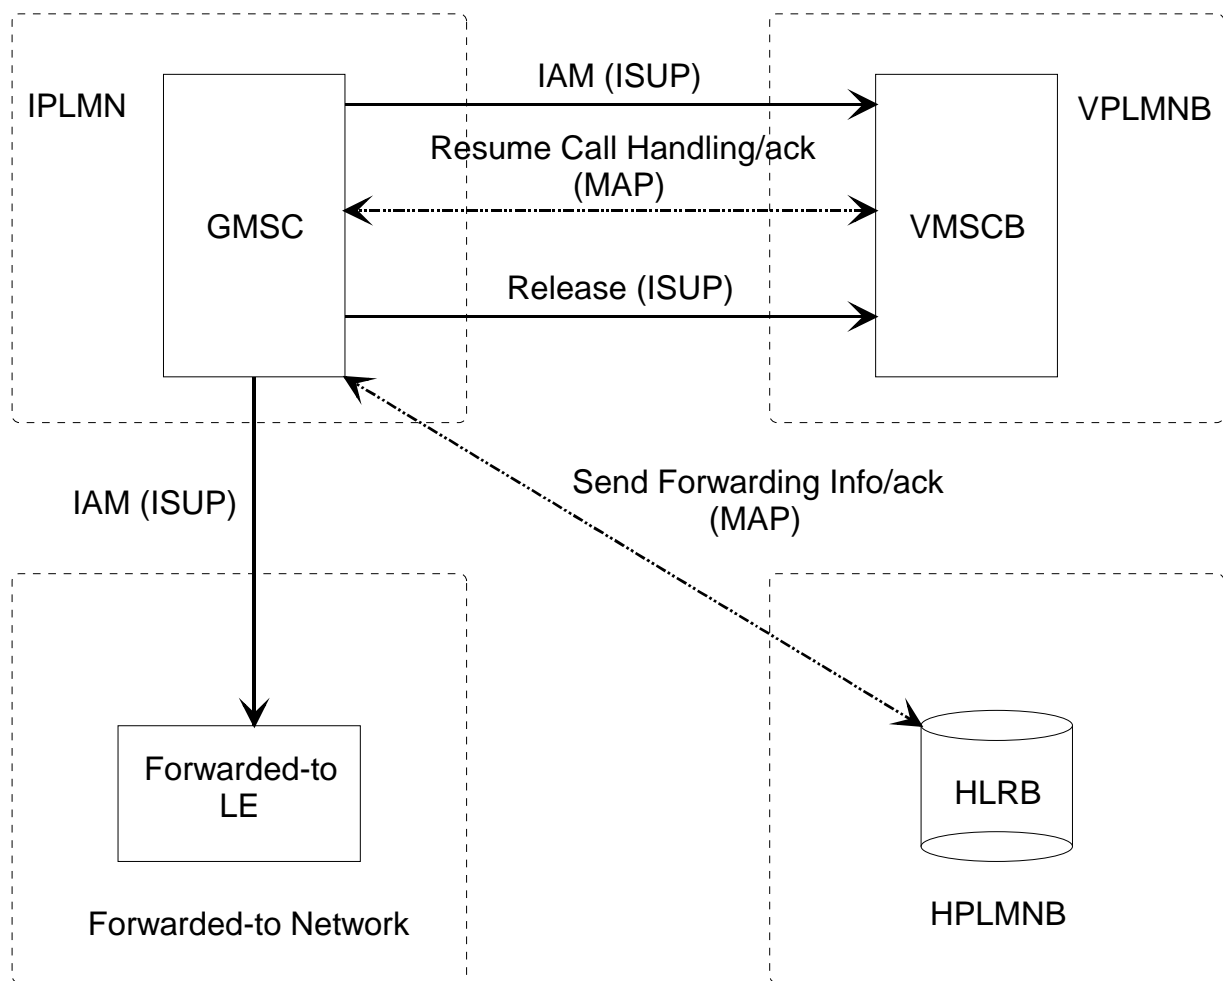 IAM (ISUP)
IPLMN
VPLMNB
Resume Call Handling/ack
(MAP)
GMSC
VMSCB
Release (ISUP)
Send Forwarding Info/ack
(MAP)
IAM (ISUP)
Forwarded-to
LE
HLRB
Forwarded-to Network
HPLMNB